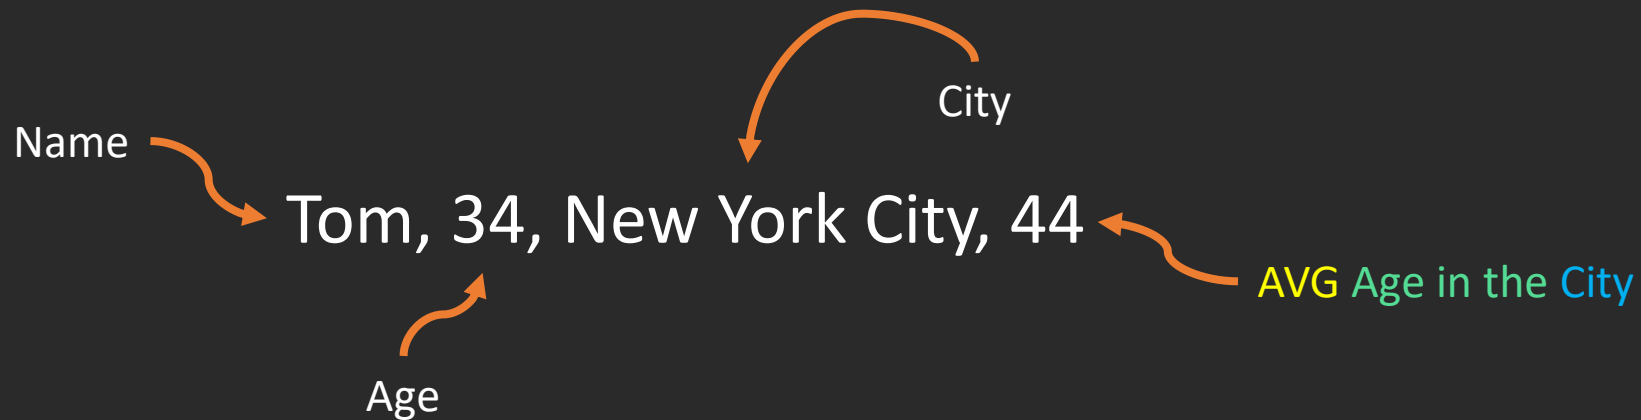 City
Name
Tom, 34, New York City, 44
AVG Age in the City
Age